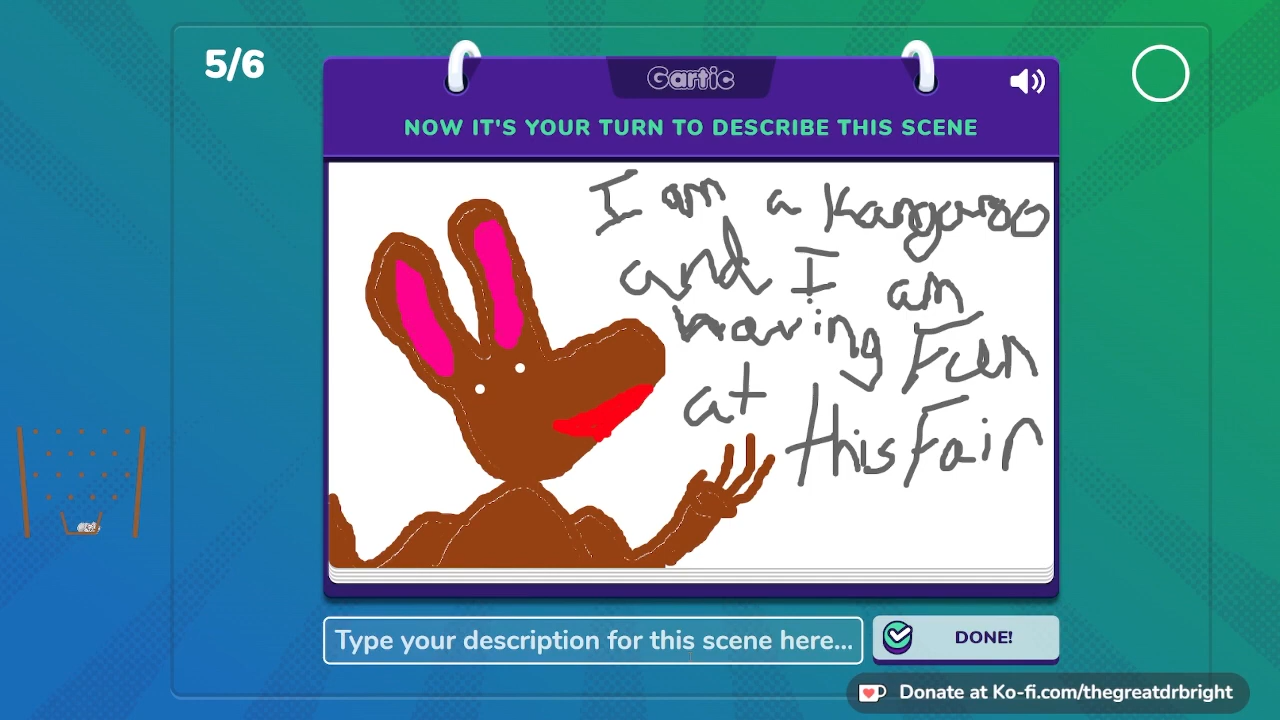 5/6
Gartic
NOW IT'S YOUR TURN TO DESCRIBE THIS SCENE
I am a Kangaroo
and I am
having Fun
at this Fair
Type your description for this scene here...
DONE!
Donate at Ko-fi.com/thegreatdrbright